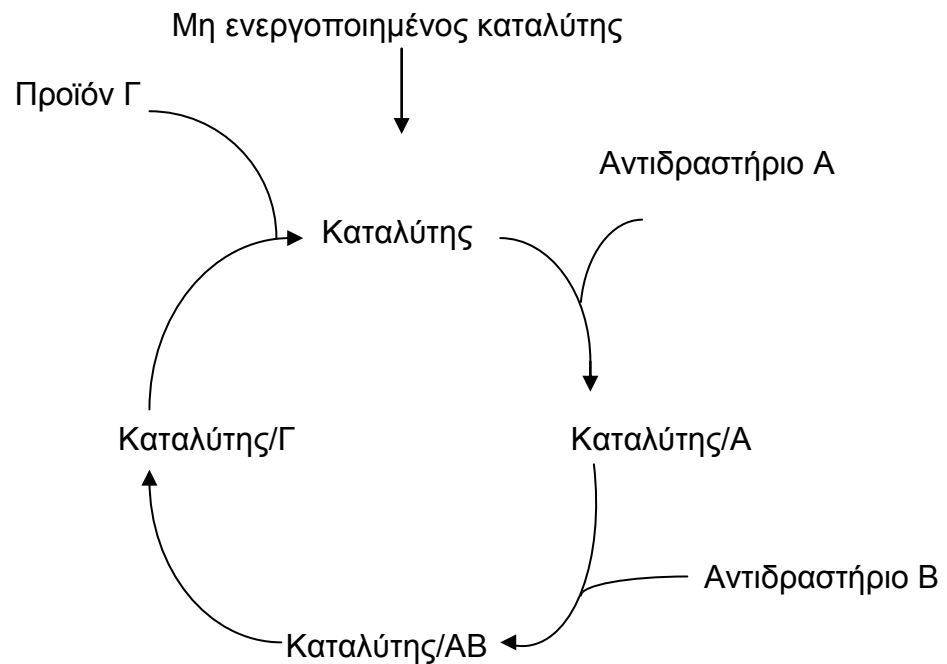 Μη ενεργοποιημένος καταλύτης
Προϊόν Γ
Αντιδραστήριο Α
Καταλύτης
Καταλύτης/Γ
Καταλύτης/Α
Αντιδραστήριο Β
Καταλύτης/ΑΒ